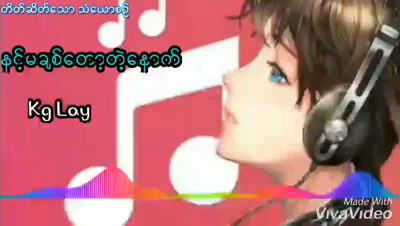 တိတ်ဆိတ်သော သံယောစဉ်
နင့်မချစ်တော့တဲ့နောက်
Kg Lay
Made With
VivaVideo